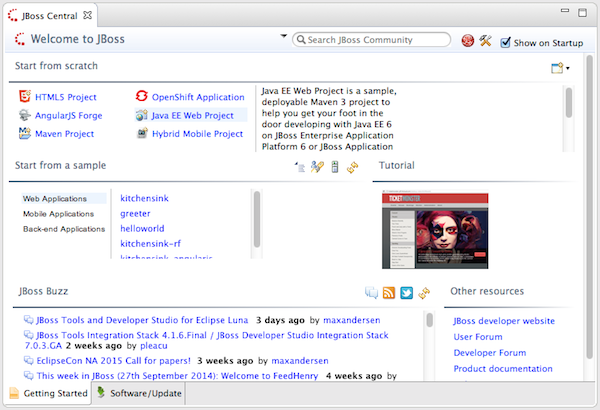 JBoss Central
Welcome to JBoss
Search JBoss Community
Show on Startup
Start from scratch
HTML5 Project
OpenShift Application
AngularJS Forge
Java EE Web Project
Maven Project
Hybrid Mobile Project
Java EE Web Project is a sample,
deployable Maven 3 project to
help you get your foot in the
door developing with Java EE 6
on JBoss Enterprise Application
Platform 6 or JBoss Application
Start from a sample
Web Applications
Mobile Applications
Back-end Applications
kitchensink
greeter
helloworld
kitchensink-rf
kitchensink-angularjs
Tutorial
TICKETMONSTER
JBoss Buzz
JBoss Tools and Developer Studio for Eclipse Luna 3 days ago by maxandersen
JBoss Tools Integration Stack 4.1.6.Final / JBoss Developer Studio Integration Stack
7.0.3.GA 2 weeks ago by pleacu
EclipseCon NA 2015 Call for papers! 3 weeks ago by maxandersen
This week in JBoss (27th September 2014): Welcome to FeedHenry 4 weeks ago by
Other resources
JBoss developer website
User Forum
Developer Forum
Product documentation
Getting Started
Software/Update